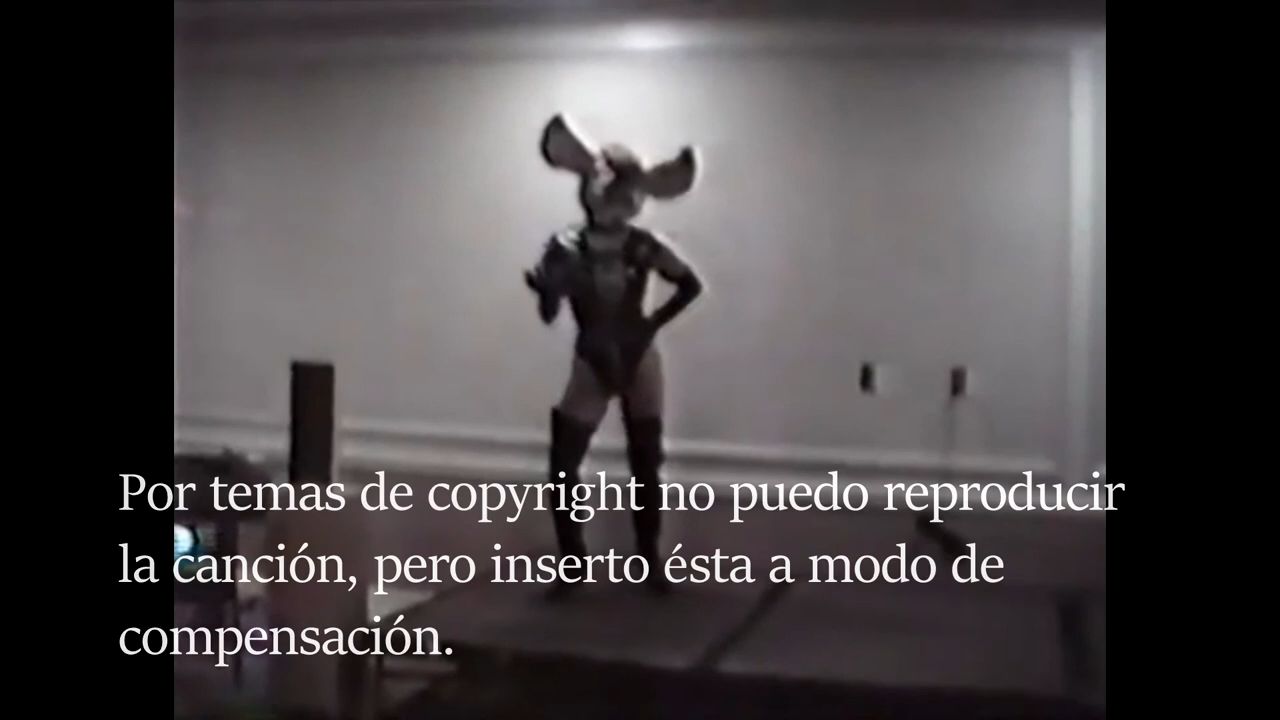 Por temas de copyright no puedo reproducir
la canción, pero inserto ésta a modo de
compensación.